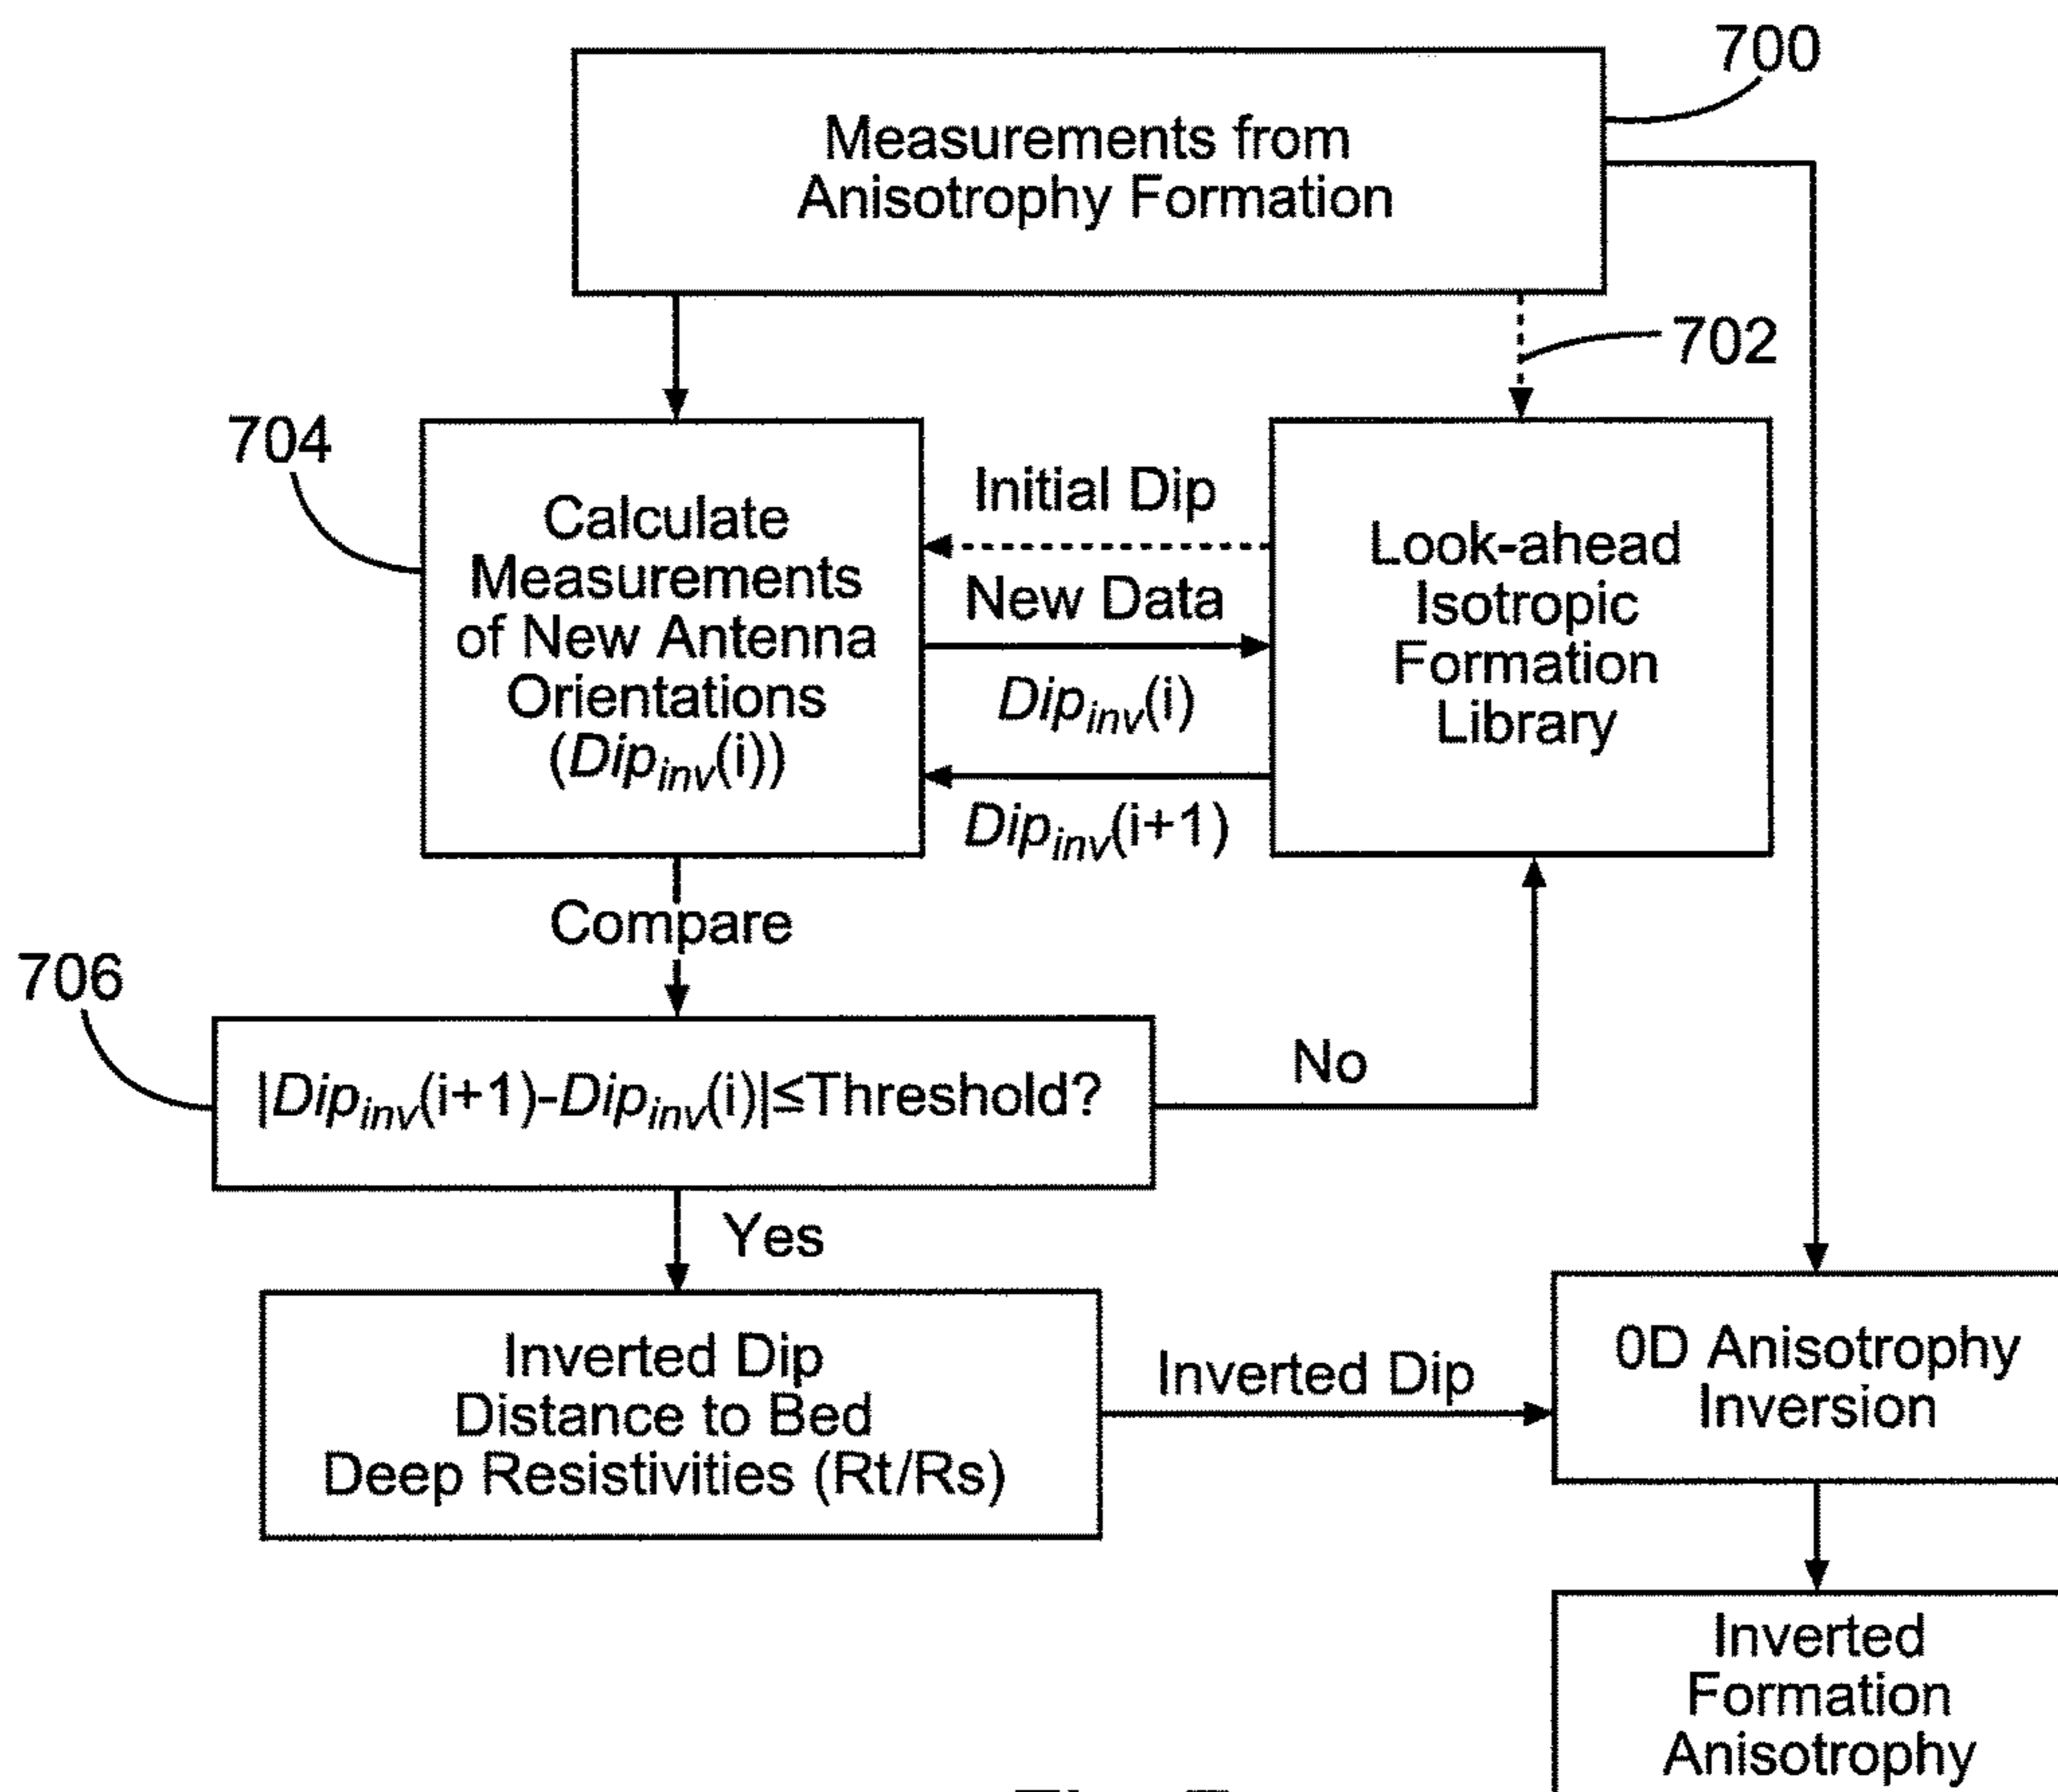 700
Measurements from
Anisotrophy Formation
702
704
Calculate
Measurements
of New Antenna
Orientations
(Dipinv(i))
Initial Dip
New Data
Dipinv(i)
Dipinv(i+1)
Look-ahead
Isotropic
Formation
Library
Compare
706
|Dipinv(i+1)-Dipinv(i)|≤Threshold?
No
Yes
Inverted Dip
Distance to Bed
Deep Resistivities (Rt/Rs)
Inverted Dip
0D Anisotrophy
Inversion
Inverted
Formation
Anisotrophy